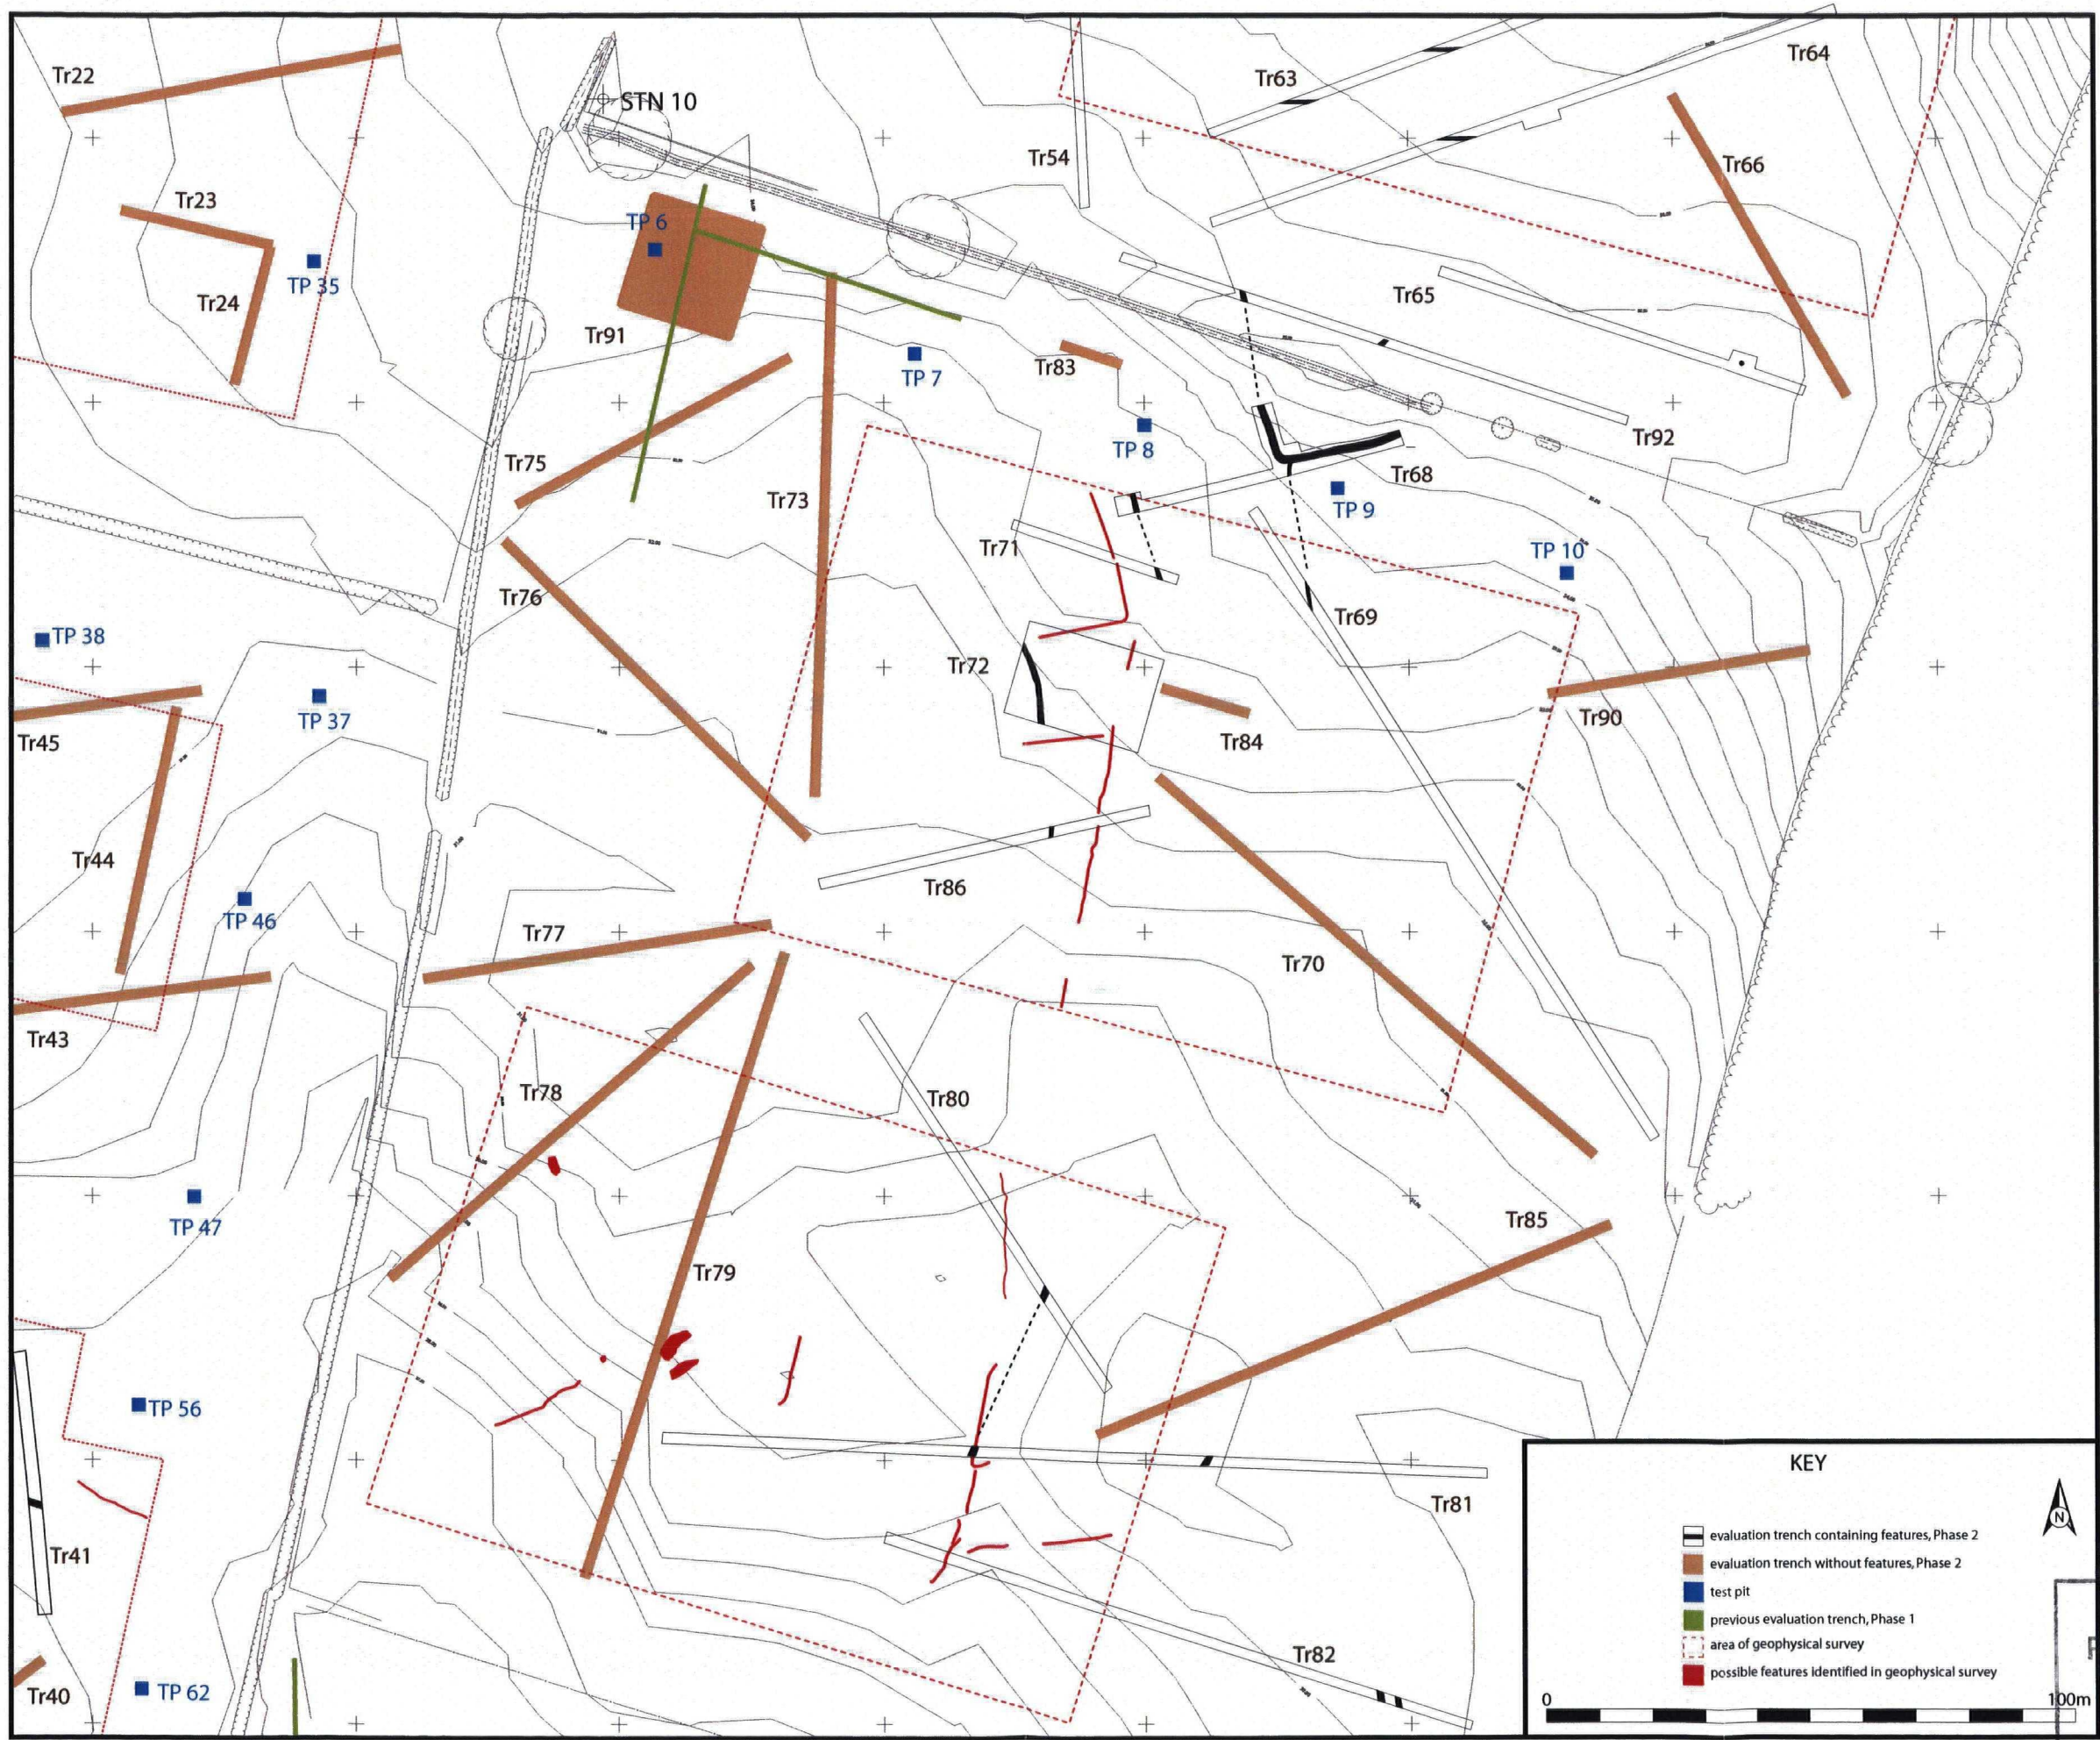 Tr22
STN 10
Tr63
Tr64
Tr54
Tr66
Tr23
TP 6
TP 35
Tr24
Tr91
Tr65
TP 7
Tr83
TP 8
Tr92
Tr75
Tr68
Tr73
TP 9
Tr71
TP 10
Tr76
Tr69
TP 38
Tr72
TP 37
Tr90
Tr45
Tr84
Tr44
Tr86
TP 46
Tr77
Tr70
Tr43
Tr78
Tr80
TP 47
Tr85
Tr79
TP 56
Tr81
Tr41
Tr82
Tr40
TP 62
KEY
N
evaluation trench containing features, Phase 2
evaluation trench without features, Phase 2
test pit
previous evaluation trench, Phase 1
area of geophysical survey
possible features identified in geophysical survey
0 100m